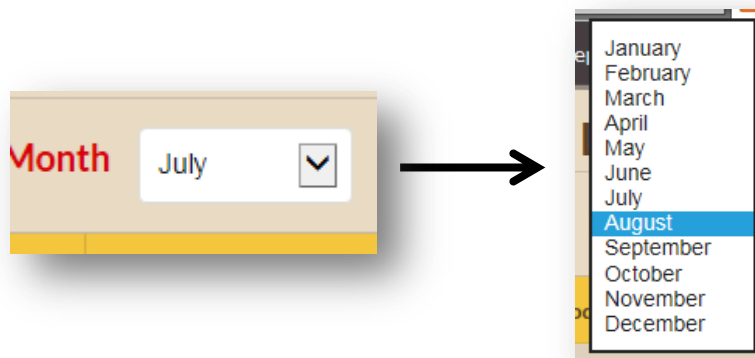 Month July
January
February
March
April
May
June
July
August
September
October
November
December